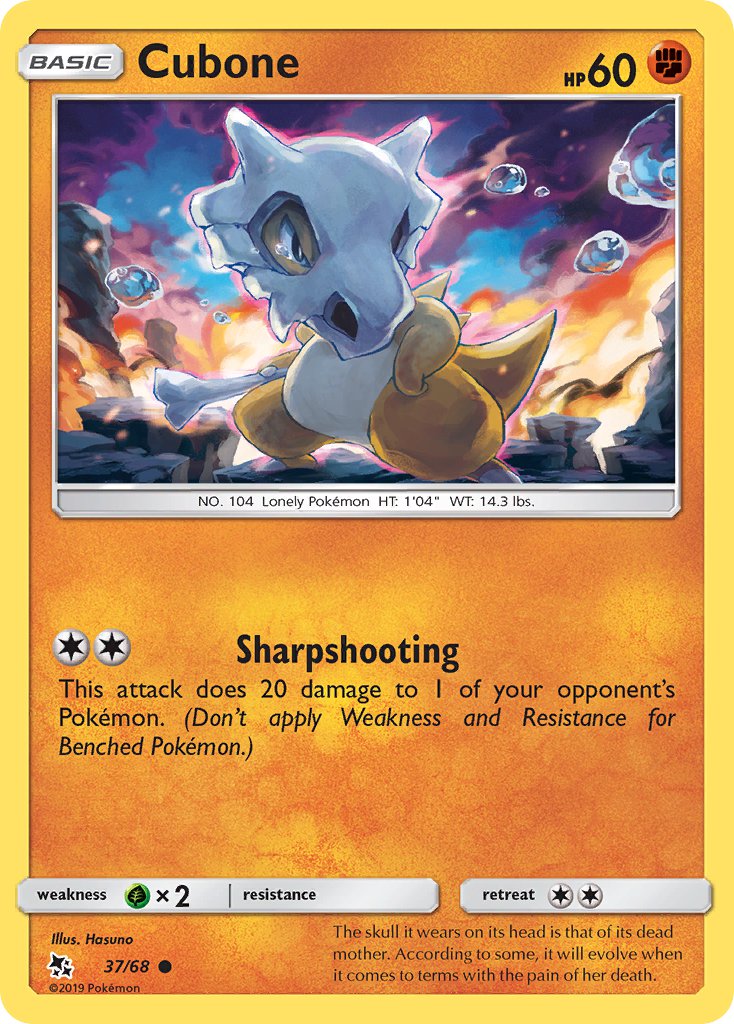 BASIC Cubone HP60
NO. 104 Lonely Pokémon HT: 1'04" WT: 14.3 lbs.
Sharpshooting
This attack does 20 damage to 1 of your opponent's
Pokémon. (Don't apply Weakness and Resistance for
Benched Pokémon.)
weakness ×2 resistance retreat
Illus. Hasuno
37/68
©2019 Pokémon
The skull it wears on its head is that of its dead
mother. According to some, it will evolve when
it comes to terms with the pain of her death.